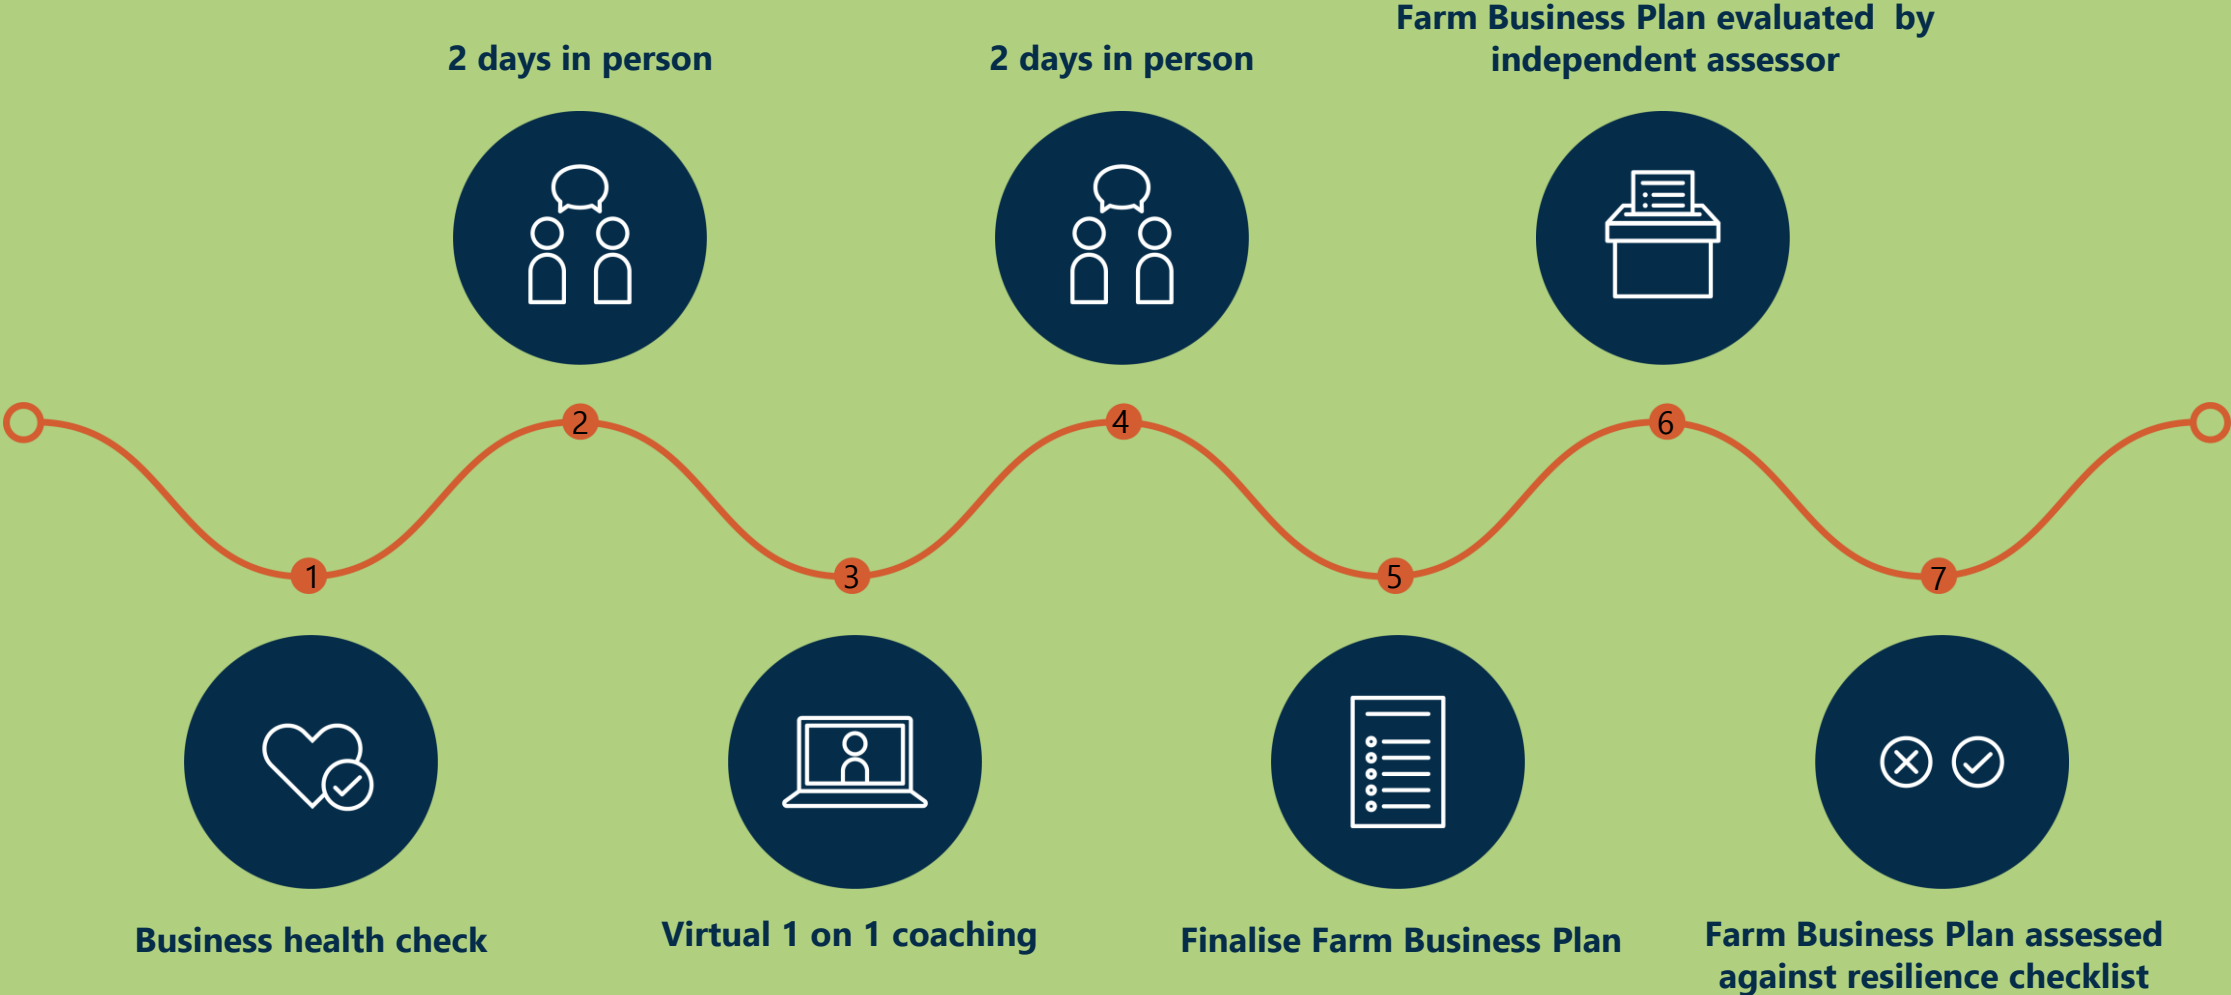 Farm Business Plan evaluated by
independent assessor
2 days in person
2 days in person
2
4
6
1
3
5
7
Business health check
Virtual 1 on 1 coaching
Finalise Farm Business Plan
Farm Business Plan assessed
against resilience checklist